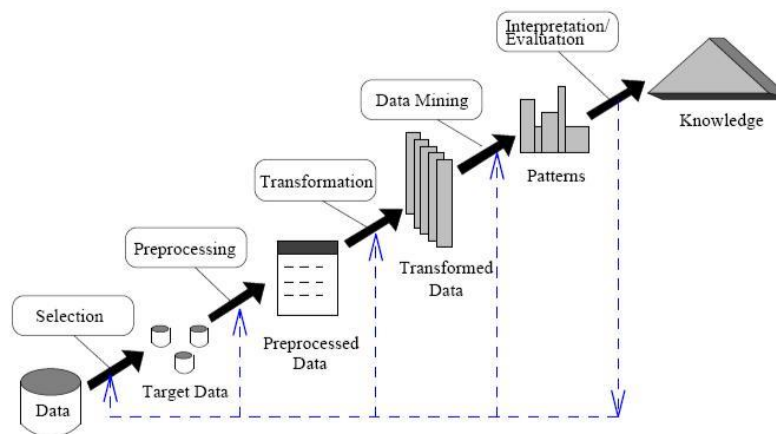 Interpretation/
Evaluation
Data Mining
Knowledge
Transformation
Patterns
Preprocessing
Transformed
Data
Selection
Preprocessed
Data
Target Data
Data